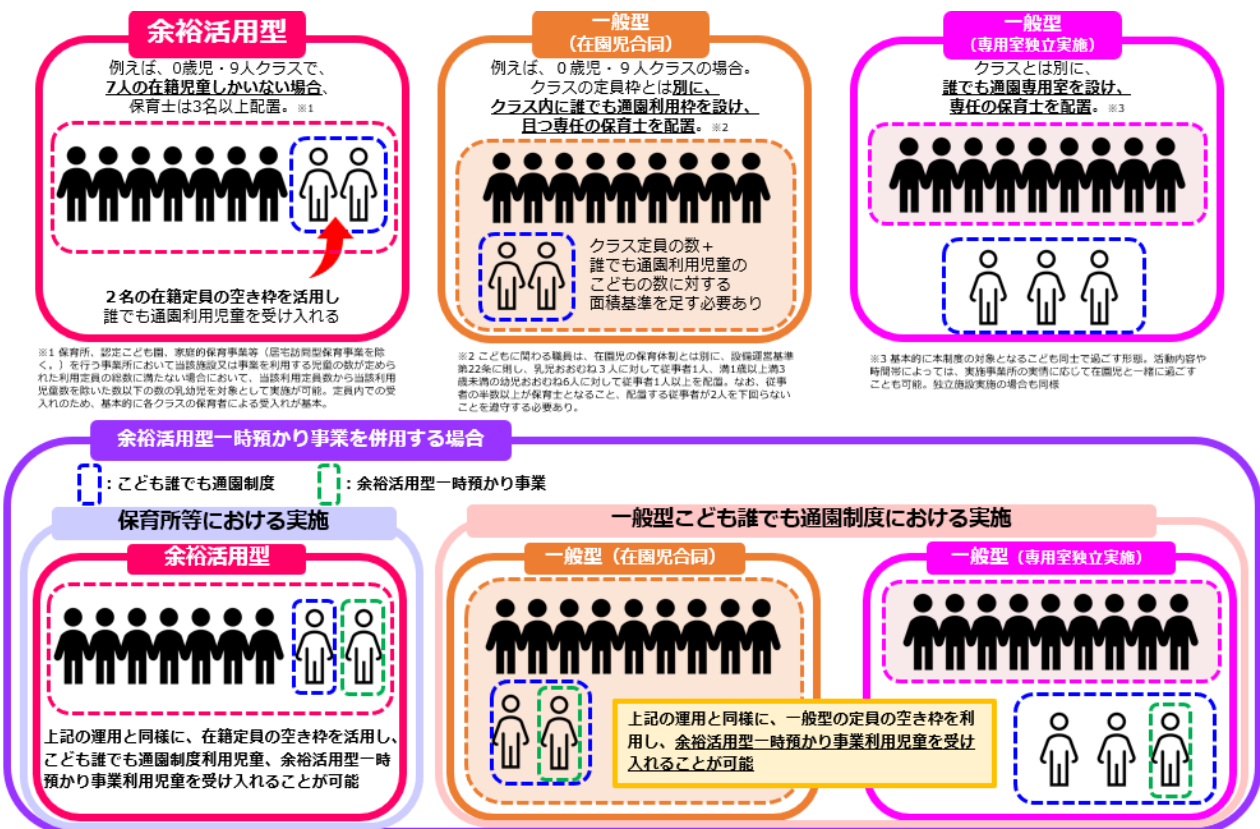 余裕活用型
例えば、0歳児・9人クラスで、
7人の在籍児童しかいない場合、
保育士は3名以上配置。※1
２名の在籍定員の空き枠を活用し
誰でも通園利用児童を受け入れる
※1 保育所、認定こども園、家庭的保育事業等（居宅訪問型保育事業を除
く。）を行う事業所において当該施設又は事業を利用する児童の数が定めら
れた利用定員の総数に満たない場合において、当該利用定員数から当該利用
児童数を除いた数以下の数の乳幼児を対象として実施が可能。定員内での受
入れのため、基本的に各クラスの保育者による受入れが基本。
一般型
（在園児合同）
例えば、０歳児・９人クラスの場合。
クラスの定員枠とは別に、
クラス内に誰でも通園利用枠を設け、
且つ専任の保育士を配置。※2
クラス定員の数＋
誰でも通園利用児童の
こどもの数に対する
面積基準を足す必要あり
※2 こどもに関わる職員は、在園児の保育体制とは別に、設備運営基準
第22条に則し、乳児おおむね３人に対して従事者1人、満1歳以上満3
歳未満の幼児おおむね6人に対して従事者1人以上を配置。なお、従事
者の半数以上が保育士となること、配置する従事者が2人を下回らない
ことを遵守する必要あり。
一般型
（専用室独立実施）
クラスとは別に、
誰でも通園専用室を設け、
専任の保育士を配置。※3
※3 基本的に本制度の対象となるこども同士で過ごす形態。活動内容や
時間帯によっては、実施事業所の実情に応じて在園児と一緒に過ごす
ことも可能。独立施設実施の場合も同様
余裕活用型一時預かり事業を併用する場合
：こども誰でも通園制度
：余裕活用型一時預かり事業
保育所等における実施
余裕活用型
上記の運用と同様に、在籍定員の空き枠を活用し、
こども誰でも通園制度利用児童、余裕活用型一時
預かり事業利用児童を受け入れることが可能
一般型こども誰でも通園制度における実施
一般型（在園児合同）
一般型（専用室独立実施）
上記の運用と同様に、一般型の定員の空き枠を利
用し、余裕活用型一時預かり事業利用児童を受け
入れることが可能